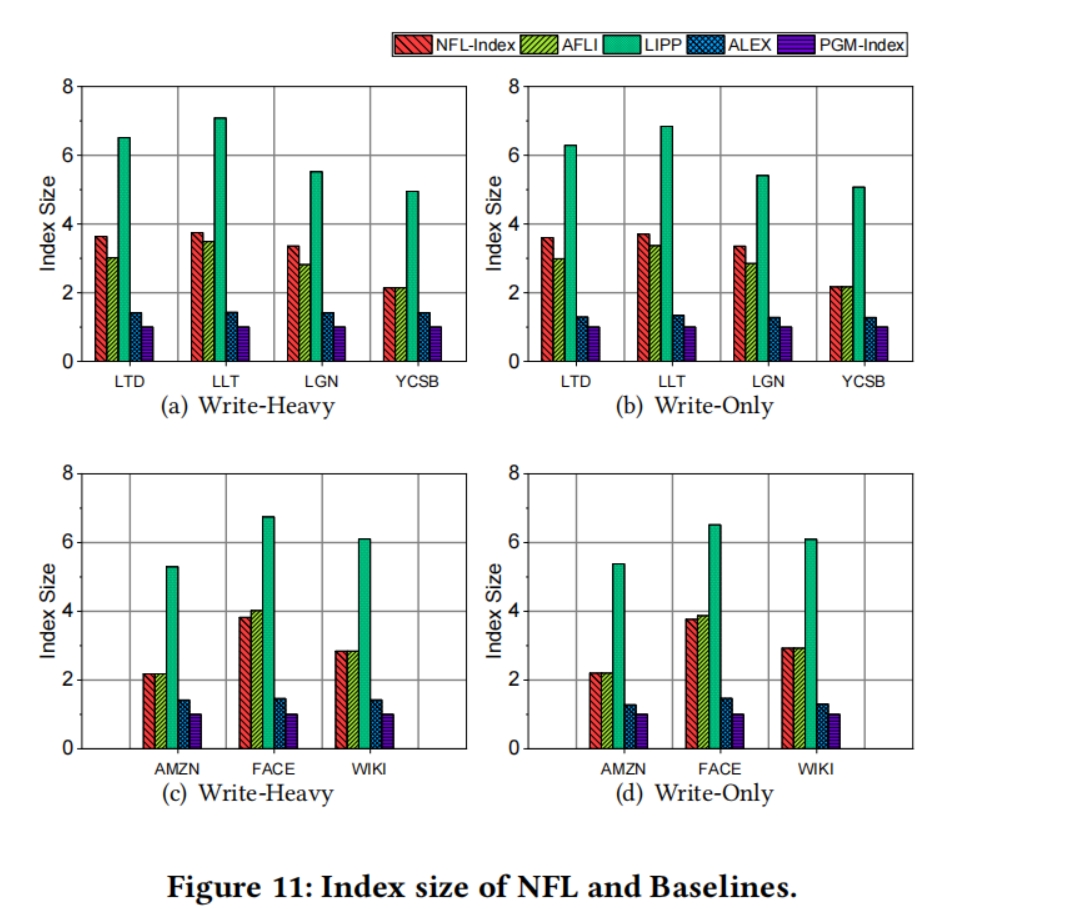 NFL-Index AFLI LIPP ALEX PGM-Index
8
6
4
2
0
Index Size
LTD LLT LGN YCSB
(a) Write-Heavy
8
6
4
2
0
Index Size
LTD LLT LGN YCSB
(b) Write-Only
8
6
4
2
0
Index Size
AMZN FACE WIKI
(c) Write-Heavy
8
6
4
2
0
Index Size
AMZN FACE WIKI
(d) Write-Only
Figure 11: Index size of NFL and Baselines.